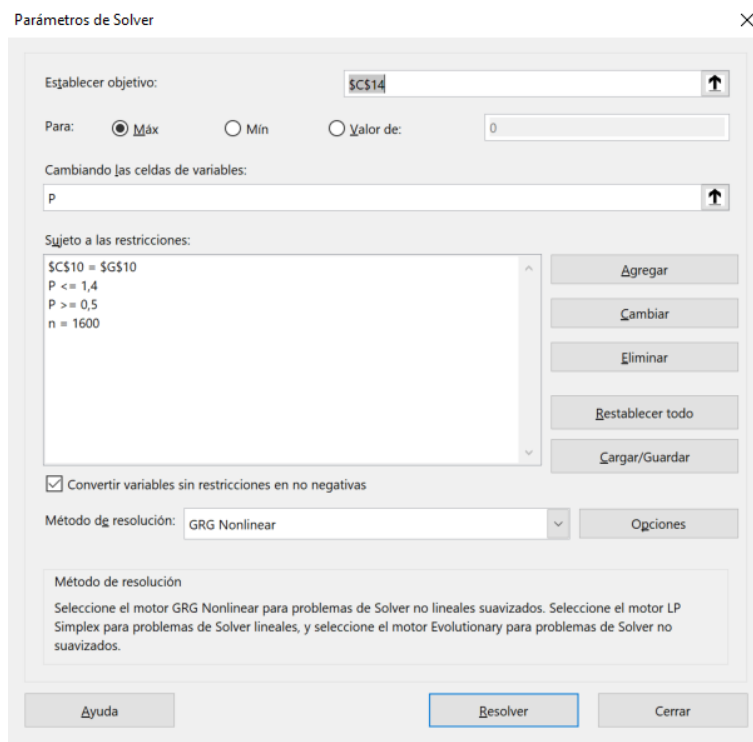 Parámetros de Solver
Establecer objetivo:
$C$14
Para:
Máx
Mín
Valor de:
0
Cambiando las celdas de variables:
P
Sujeto a las restricciones:
$C$10 = $G$10
P <= 1,4
P >= 0,5
n = 1600
Agregar
Cambiar
Eliminar
Restablecer todo
Cargar/Guardar
Convertir variables sin restricciones en no negativas
Método de resolución:
GRG Nonlinear
Opciones
Método de resolución
Seleccione el motor GRG Nonlinear para problemas de Solver no lineales suavizados. Seleccione el motor LP
Simplex para problemas de Solver lineales, y seleccione el motor Evolutionary para problemas de Solver no
suavizados.
Ayuda
Resolver
Cerrar